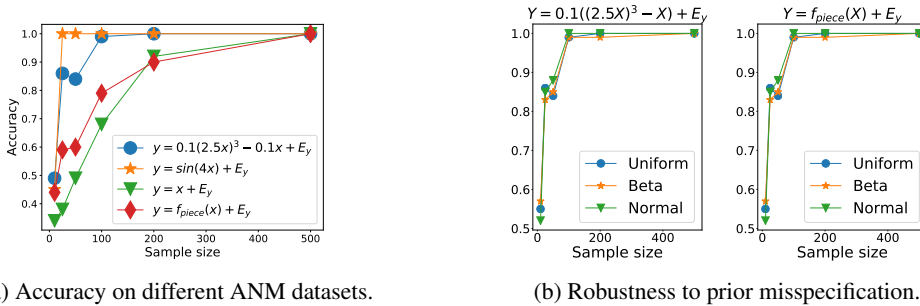 Y = 0.1((2.5X)^3 − X) + E_y
Y = f_piece(X) + E_y
Accuracy
1.0
0.9
0.8
0.7
0.6
0.5
0.4
y = 0.1(2.5x)^3 − 0.1x + E_y
y = sin(4x) + E_y
y = x + E_y
y = f_piece(x) + E_y
0
100
200
300
400
500
Sample size
1.0
0.9
0.8
0.7
0.6
0.5
Uniform
Beta
Normal
0
200
400
Sample size
1.0
0.9
0.8
0.7
0.6
0.5
Uniform
Beta
Normal
0
200
400
Sample size
) Accuracy on different ANM datasets.
(b) Robustness to prior misspecification.